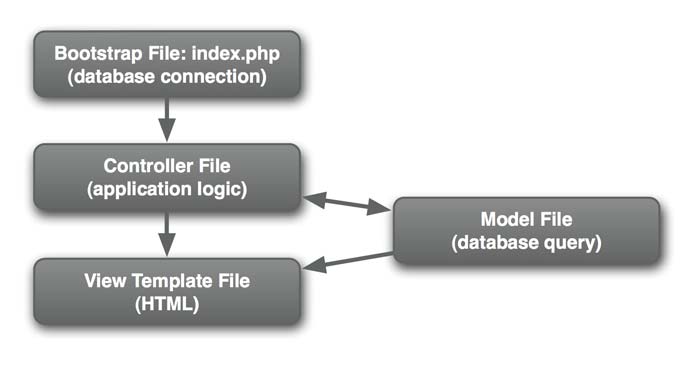 Bootstrap File: index.php
(database connection)
Controller File
(application logic)
Model File
(database query)
View Template File
(HTML)